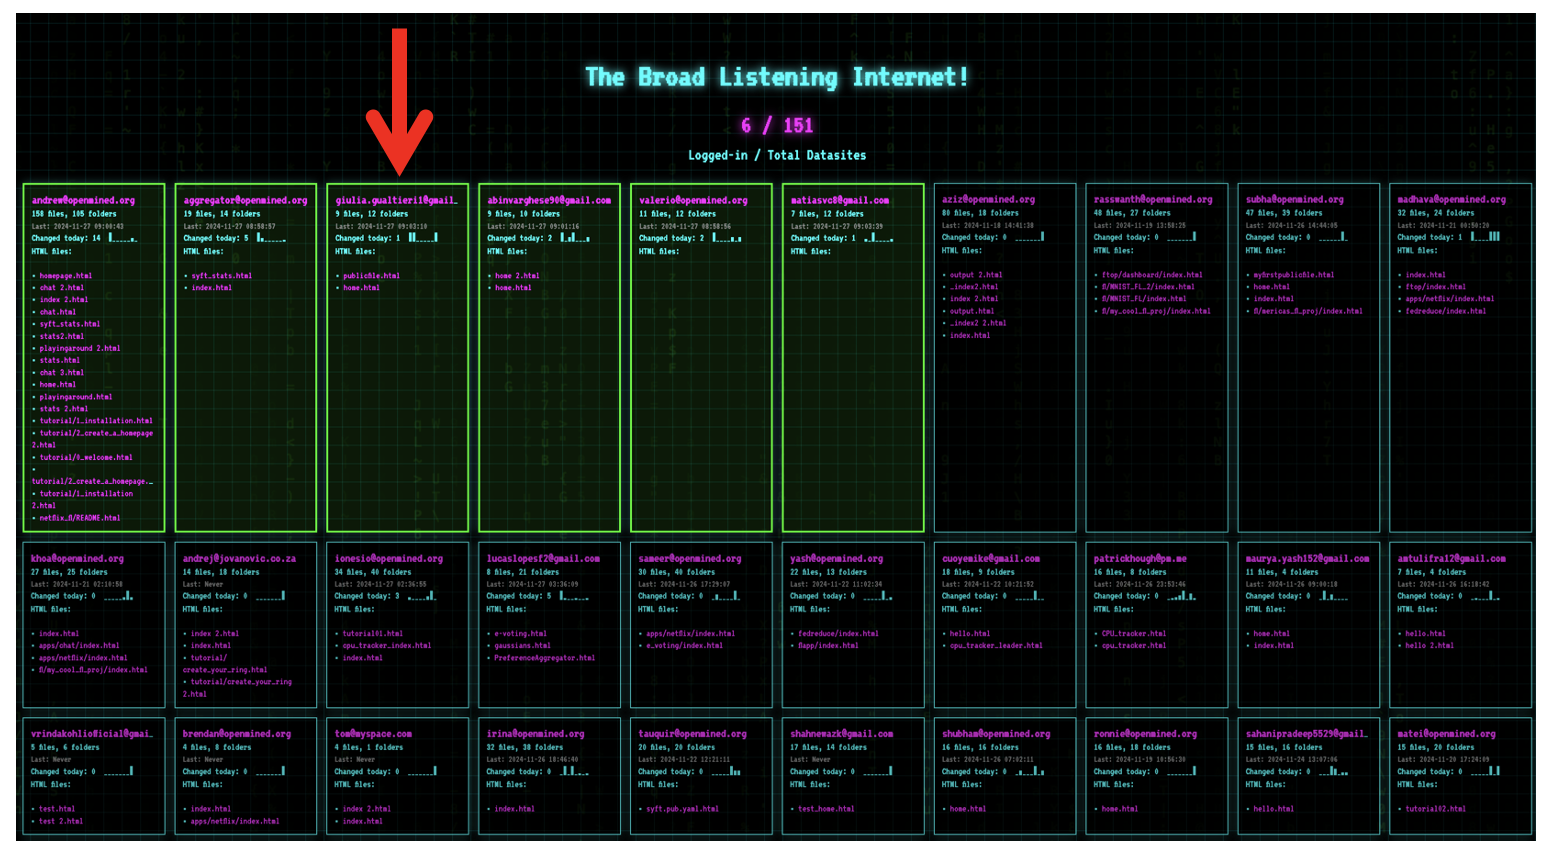 The Broad Listening Internet!
6 / 151
Logged-in / Total Datasites
andrew@openmined.org
158 files, 105 folders
Last: 2024-11-27 09:00:43
Changed today: 14
HTML files:
• homepage.html
• chat 2.html
• index 2.html
• chat.html
• syft_stats.html
• stats2.html
• playingaround 2.html
• stats.html
• chat 3.html
• home.html
• playingaround.html
• stats 2.html
• tutorial/1_installation.html
• tutorial/2_create_a_homepage
2.html
• tutorial/0_welcome.html
•
tutorial/2_create_a_homepage._
• tutorial/1_installation
2.html
• netflix_fl/README.html
aggregator@openmined.org
19 files, 14 folders
Last: 2024-11-27 08:58:57
Changed today: 5
HTML files:
• syft_stats.html
• index.html
giulia.gualtieri1@gmail_
9 files, 12 folders
Last: 2024-11-27 09:03:10
Changed today: 1
HTML files:
• publicfile.html
• home.html
abinvarghese90@gmail.com
9 files, 10 folders
Last: 2024-11-27 09:01:16
Changed today: 2
HTML files:
• home 2.html
• home.html
valerio@openmined.org
11 files, 12 folders
Last: 2024-11-27 08:58:56
Changed today: 2
HTML files:
matiasvc8@gmail.com
7 files, 12 folders
Last: 2024-11-27 09:03:39
Changed today: 1
HTML files:
aziz@openmined.org
80 files, 18 folders
Last: 2024-11-18 14:41:38
Changed today: 0
HTML files:
• output 2.html
• _index2.html
• index 2.html
• output.html
• _index2 2.html
• index.html
rasswanth@openmined.org
48 files, 27 folders
Last: 2024-11-19 13:58:25
Changed today: 0
HTML files:
• ftop/dashboard/index.html
• fl/MNIST_FL_2/index.html
• fl/MNIST_FL/index.html
• fl/my_cool_fl_proj/index.html
subha@openmined.org
47 files, 39 folders
Last: 2024-11-26 14:44:05
Changed today: 0
HTML files:
• myfirstpublicfile.html
• home.html
• index.html
• fl/mericas_fl_proj/index.html
madhava@openmined.org
32 files, 24 folders
Last: 2024-11-21 00:50:29
Changed today: 1
HTML files:
• index.html
• ftop/index.html
• apps/netflix/index.html
• fedreduce/index.html
khoa@openmined.org
27 files, 25 folders
Last: 2024-11-21 02:10:58
Changed today: 0
HTML files:
• index.html
• apps/chat/index.html
• apps/netflix/index.html
• fl/my_cool_fl_proj/index.html
andrej@jovanovic.co.za
14 files, 18 folders
Last: Never
Changed today: 0
HTML files:
• index 2.html
• index.html
• tutorial/
create_your_ring.html
• tutorial/create_your_ring
2.html
ionesio@openmined.org
34 files, 40 folders
Last: 2024-11-27 02:36:55
Changed today: 3
HTML files:
• tutorial01.html
• cpu_tracker_index.html
• index.html
lucaslopesf2@gmail.com
8 files, 21 folders
Last: 2024-11-27 03:36:09
Changed today: 5
HTML files:
• e-voting.html
• gaussians.html
• PreferenceAggregator.html
sameer@openmined.org
30 files, 40 folders
Last: 2024-11-26 17:29:07
Changed today: 0
HTML files:
• apps/netflix/index.html
• e_voting/index.html
yash@openmined.org
22 files, 13 folders
Last: 2024-11-22 11:02:34
Changed today: 0
HTML files:
• fedreduce/index.html
• flapp/index.html
cuoyemike@gmail.com
18 files, 9 folders
Last: 2024-11-22 10:21:52
Changed today: 0
HTML files:
• hello.html
• cpu_tracker_leader.html
patrickhough@pm.me
16 files, 8 folders
Last: 2024-11-26 23:53:46
Changed today: 0
HTML files:
• CPU_tracker.html
• cpu_tracker.html
maurya.yash152@gmail.com
11 files, 4 folders
Last: 2024-11-26 09:00:18
Changed today: 0
HTML files:
• home.html
• index.html
amtulifra12@gmail.com
7 files, 4 folders
Last: 2024-11-26 16:18:42
Changed today: 0
HTML files:
• hello.html
• hello 2.html
vrindakohliofficial@gmai_
5 files, 6 folders
Last: Never
Changed today: 0
HTML files:
• test.html
• test 2.html
brendan@openmined.org
4 files, 8 folders
Last: Never
Changed today: 0
HTML files:
• index.html
• apps/netflix/index.html
tom@myspace.com
4 files, 1 folders
Last: Never
Changed today: 0
HTML files:
• index 2.html
• index.html
irina@openmined.org
32 files, 38 folders
Last: 2024-11-26 18:46:40
Changed today: 0
HTML files:
• index.html
tauquir@openmined.org
20 files, 20 folders
Last: 2024-11-22 12:21:11
Changed today: 0
HTML files:
• syft.pub.yaml.html
shahnewazk@gmail.com
17 files, 14 folders
Last: Never
Changed today: 0
HTML files:
• test_home.html
shubham@openmined.org
16 files, 16 folders
Last: 2024-11-26 07:02:11
Changed today: 0
HTML files:
• home.html
ronnie@openmined.org
16 files, 18 folders
Last: 2024-11-19 10:56:30
Changed today: 0
HTML files:
• home.html
sahanipradeep5529@gmail_
15 files, 16 folders
Last: 2024-11-24 13:07:06
Changed today: 0
HTML files:
• hello.html
matei@openmined.org
15 files, 20 folders
Last: 2024-11-20 17:24:09
Changed today: 0
HTML files:
• tutorial02.html